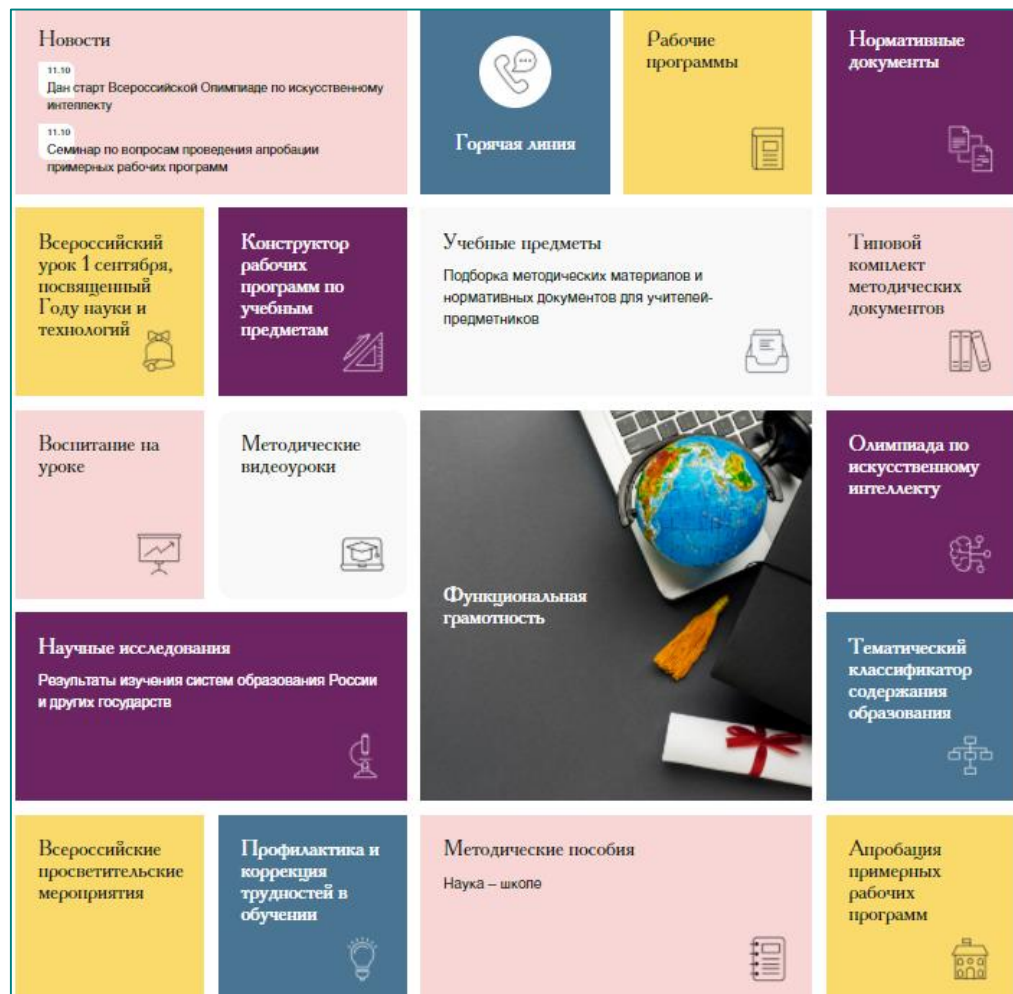 Новости
11.10
Дан старт Всероссийской Олимпиаде по искусственному
интеллекту
11.10
Семинар по вопросам проведения апробации
примерных рабочих программ
Горячая линия
Рабочие
программы
Нормативные
документы
Всероссийский
урок 1 сентября,
посвященный
Году науки и
технологий
Конструктор
рабочих
программ по
учебным
предметам
Учебные предметы
Подборка методических материалов и
нормативных документов для учителей-
предметников
Типовой
комплект
методических
документов
Воспитание на
уроке
Методические
видеоуроки
Функциональная
грамотность
Олимпиада по
искусственному
интеллекту
Научные исследования
Результаты изучения систем образования России
и других государств
Тематический
классификатор
содержания
образования
Всероссийские
просветительские
мероприятия
Профилактика и
коррекция
трудностей в
обучении
Методические пособия
Наука – школе
Апробация
примерных
рабочих
программ